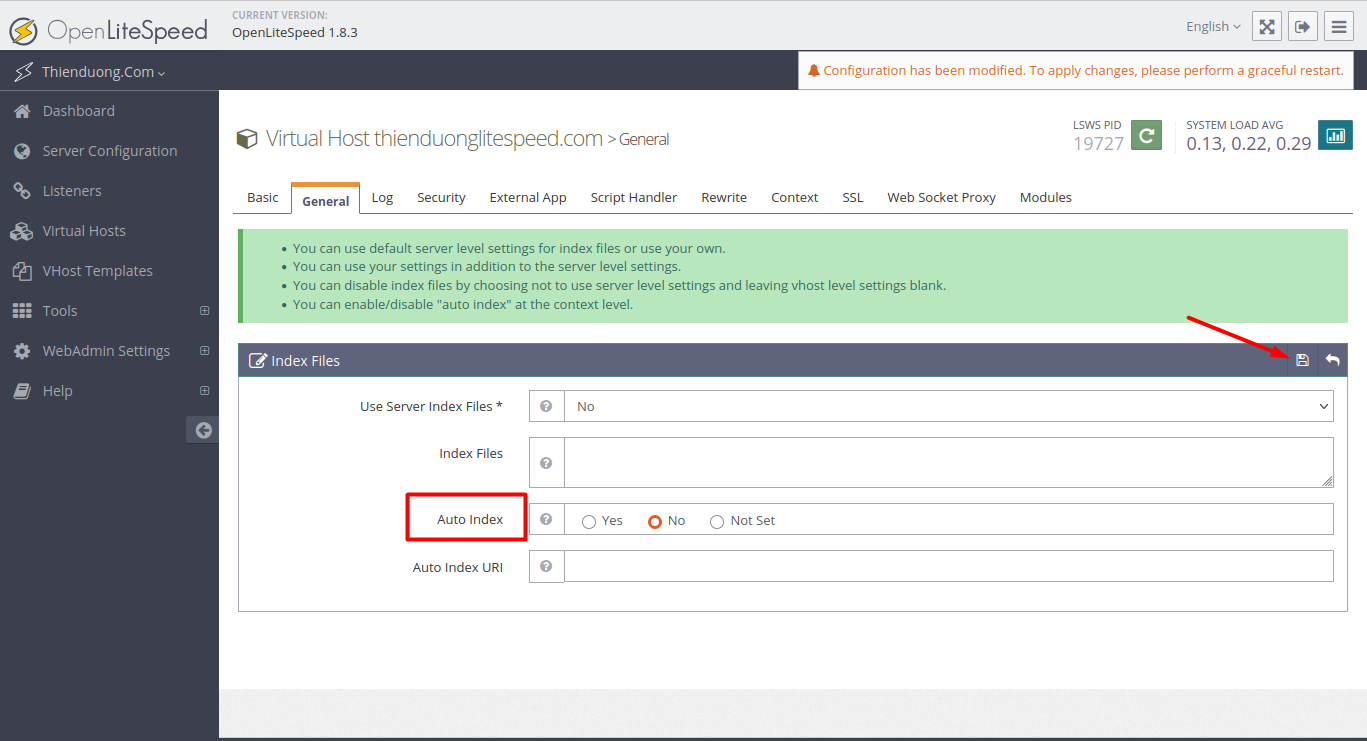 OpenLiteSpeed
CURRENT VERSION:
OpenLiteSpeed 1.8.3
English
Thienduong.Com
Configuration has been modified. To apply changes, please perform a graceful restart.
Dashboard
Server Configuration
Listeners
Virtual Hosts
VHost Templates
Tools
WebAdmin Settings
Help
Virtual Host thienduonglitespeed.com > General
LSWS PID
19727
SYSTEM LOAD AVG
0.13, 0.22, 0.29
Basic General Log Security External App Script Handler Rewrite Context SSL Web Socket Proxy Modules
• You can use default server level settings for index files or use your own.
• You can use your settings in addition to the server level settings.
• You can disable index files by choosing not to use server level settings and leaving vhost level settings blank.
• You can enable/disable "auto index" at the context level.
Index Files
Use Server Index Files * No
Index Files
Auto Index Yes No Not Set
Auto Index URI